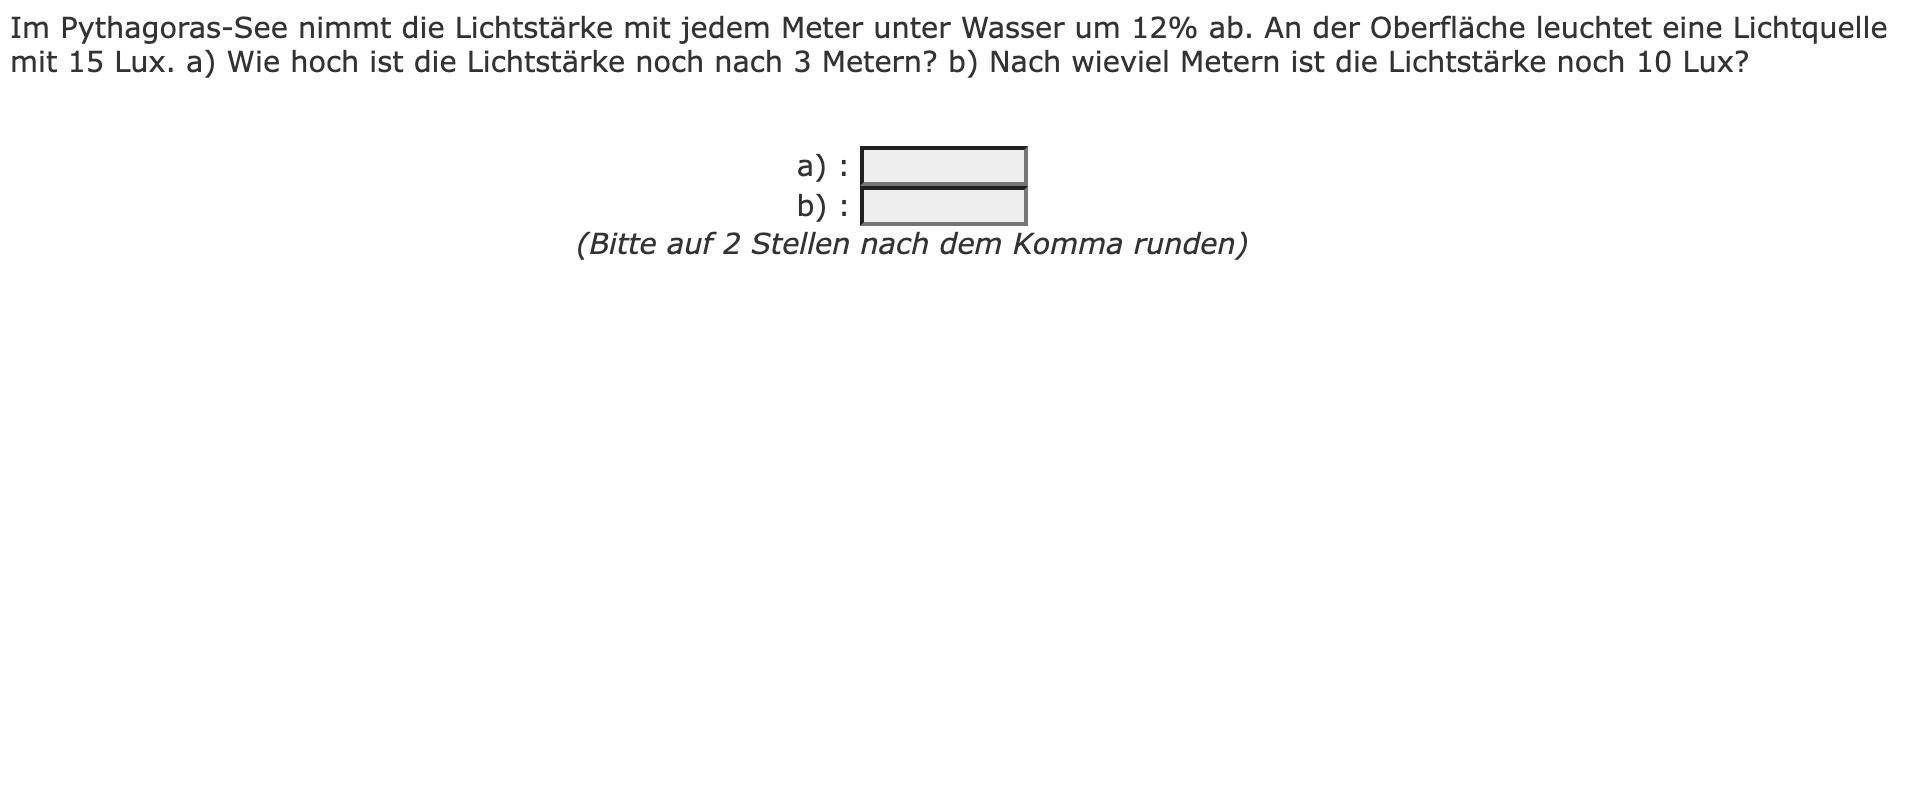 Im Pythagoras-See nimmt die Lichtstärke mit jedem Meter unter Wasser um 12% ab. An der Oberfläche leuchtet eine Lichtquelle
mit 15 Lux. a) Wie hoch ist die Lichtstärke noch nach 3 Metern? b) Nach wieviel Metern ist die Lichtstärke noch 10 Lux?
a) :
b) :
(Bitte auf 2 Stellen nach dem Komma runden)